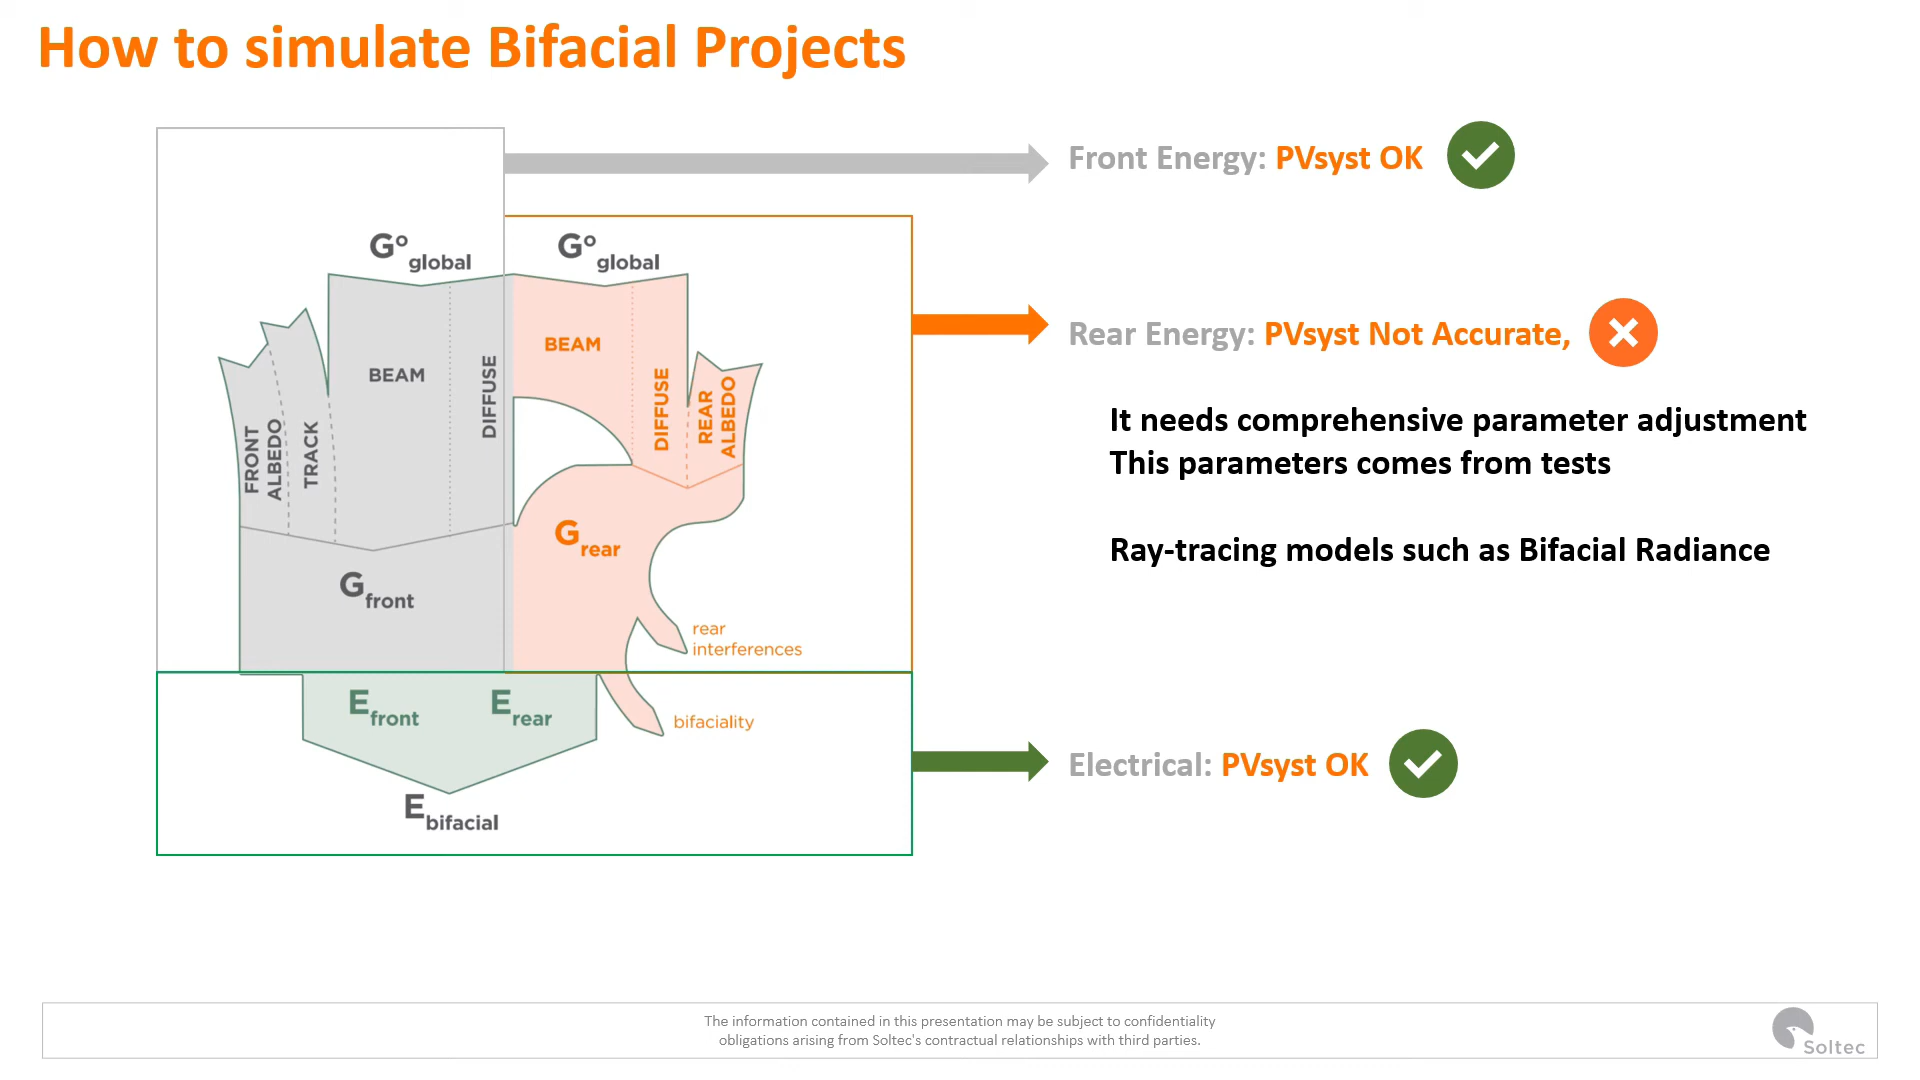 How to simulate Bifacial Projects
Front Energy: PVsyst OK
G° global
G° global
BEAM
DIFFUSE
FRONT
ALBEDO
TRACK
BEAM
DIFFUSE
REAR
ALBEDO
Rear Energy: PVsyst Not Accurate,
It needs comprehensive parameter adjustment
This parameters comes from tests
Ray-tracing models such as Bifacial Radiance
G front
G rear
rear
interferences
E front
E rear
bifaciality
E bifacial
Electrical: PVsyst OK
The information contained in this presentation may be subject to confidentiality
obligations arising from Soltec's contractual relationships with third parties.
Soltec